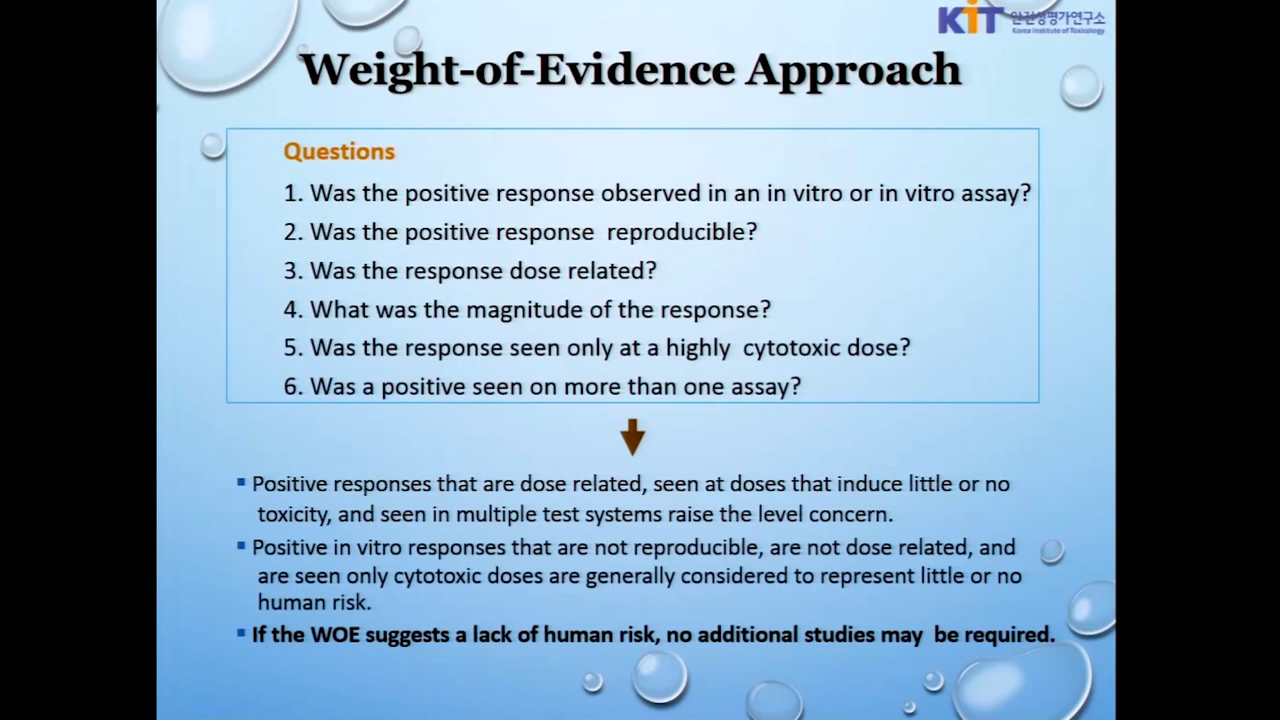 KIT 안전성평가연구소
Korea Institute of Toxicology
Weight-of-Evidence Approach
Questions
1. Was the positive response observed in an in vitro or in vitro assay?
2. Was the positive response reproducible?
3. Was the response dose related?
4. What was the magnitude of the response?
5. Was the response seen only at a highly cytotoxic dose?
6. Was a positive seen on more than one assay?
▪ Positive responses that are dose related, seen at doses that induce little or no
toxicity, and seen in multiple test systems raise the level concern.
▪ Positive in vitro responses that are not reproducible, are not dose related, and
are seen only cytotoxic doses are generally considered to represent little or no
human risk.
▪ If the WOE suggests a lack of human risk, no additional studies may be required.